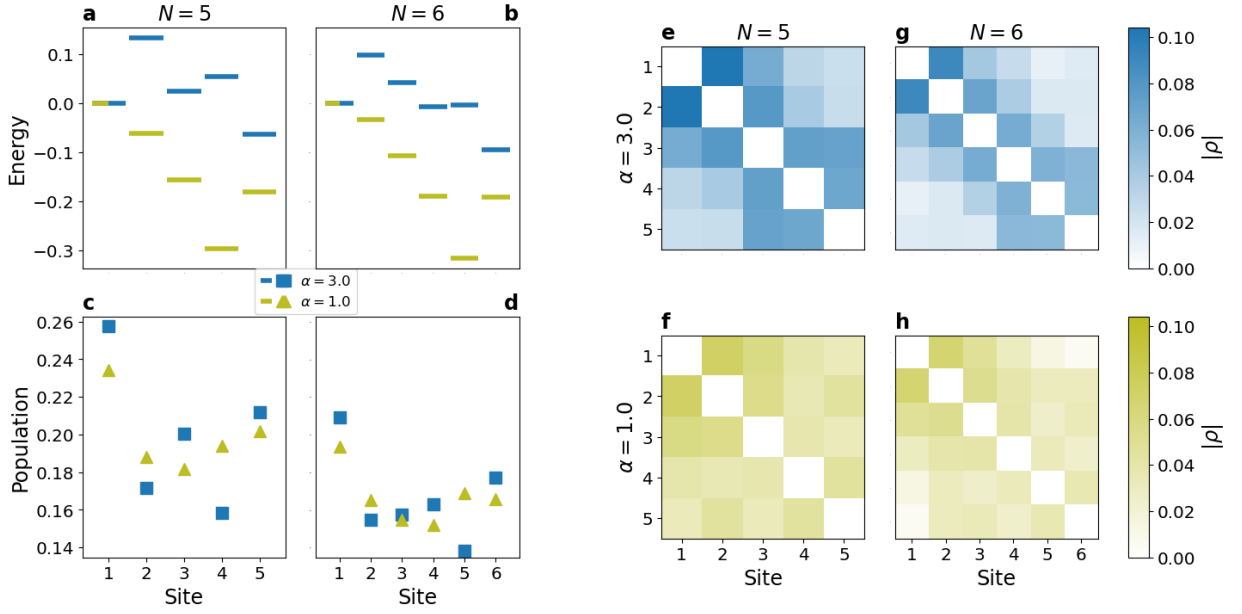 a N = 5
N = 6 b
Energy
0.1
0.0
−0.1
−0.2
−0.3
α = 3.0
α = 1.0
c
d
Population
0.26
0.24
0.22
0.20
0.18
0.16
0.14
1 2 3 4 5
1 2 3 4 5 6
Site
Site
e N = 5
g N = 6
α = 3.0
1
2
3
4
5
0.10
0.08
0.06
0.04
0.02
0.00
|ρ|
f
h
α = 1.0
1
2
3
4
5
1 2 3 4 5
1 2 3 4 5 6
Site
Site
0.10
0.08
0.06
0.04
0.02
0.00
|ρ|